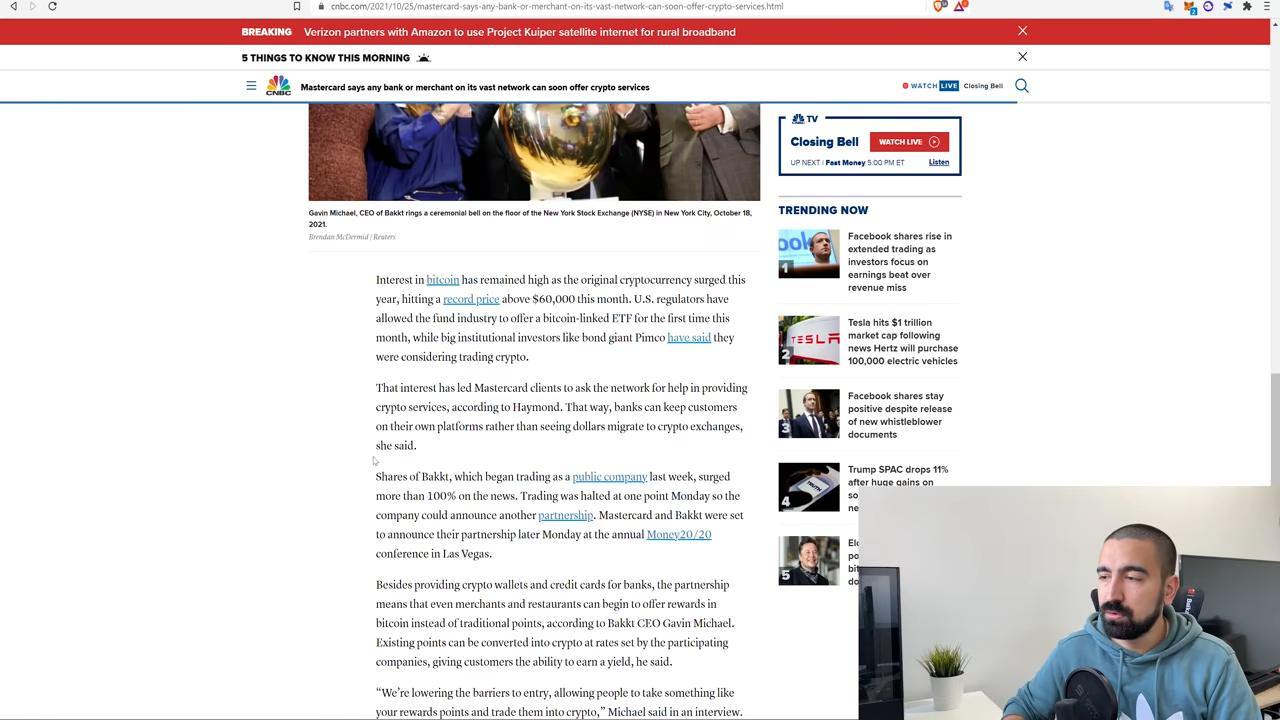 cnbc.com/2021/10/25/mastercard-says-any-bank-or-merchant-on-its-vast-network-can-soon-offer-crypto-services.html
BREAKING Verizon partners with Amazon to use Project Kuiper satellite internet for rural broadband
5 THINGS TO KNOW THIS MORNING
CNBC Mastercard says any bank or merchant on its vast network can soon offer crypto services
WATCH LIVE Closing Bell
Gavin Michael, CEO of Bakkt rings a ceremonial bell on the floor of the New York Stock Exchange (NYSE) in New York City, October 18,
2021.
Brendan McDermid | Reuters
Interest in bitcoin has remained high as the original cryptocurrency surged this
year, hitting a record price above $60,000 this month. U.S. regulators have
allowed the fund industry to offer a bitcoin-linked ETF for the first time this
month, while big institutional investors like bond giant Pimco have said they
were considering trading crypto.
That interest has led Mastercard clients to ask the network for help in providing
crypto services, according to Haymond. That way, banks can keep customers
on their own platforms rather than seeing dollars migrate to crypto exchanges,
she said.
Shares of Bakkt, which began trading as a public company last week, surged
more than 100% on the news. Trading was halted at one point Monday so the
company could announce another partnership. Mastercard and Bakkt were set
to announce their partnership later Monday at the annual Money20/20
conference in Las Vegas.
Besides providing crypto wallets and credit cards for banks, the partnership
means that even merchants and restaurants can begin to offer rewards in
bitcoin instead of traditional points, according to Bakkt CEO Gavin Michael.
Existing points can be converted into crypto at rates set by the participating
companies, giving customers the ability to earn a yield, he said.
“We’re lowering the barriers to entry, allowing people to take something like
your rewards points and trade them into crypto,” Michael said in an interview.
TV
Closing Bell WATCH LIVE
UP NEXT | Fast Money 5:00 PM ET Listen
TRENDING NOW
1
Facebook shares rise in
extended trading as
investors focus on
earnings beat over
revenue miss
TESLA
2
Tesla hits $1 trillion
market cap following
news Hertz will purchase
100,000 electric vehicles
3
Facebook shares stay
positive despite release
of new whistleblower
documents
4
Trump SPAC drops 11%
after huge gains on
so
ne
5
El
po
bit
do